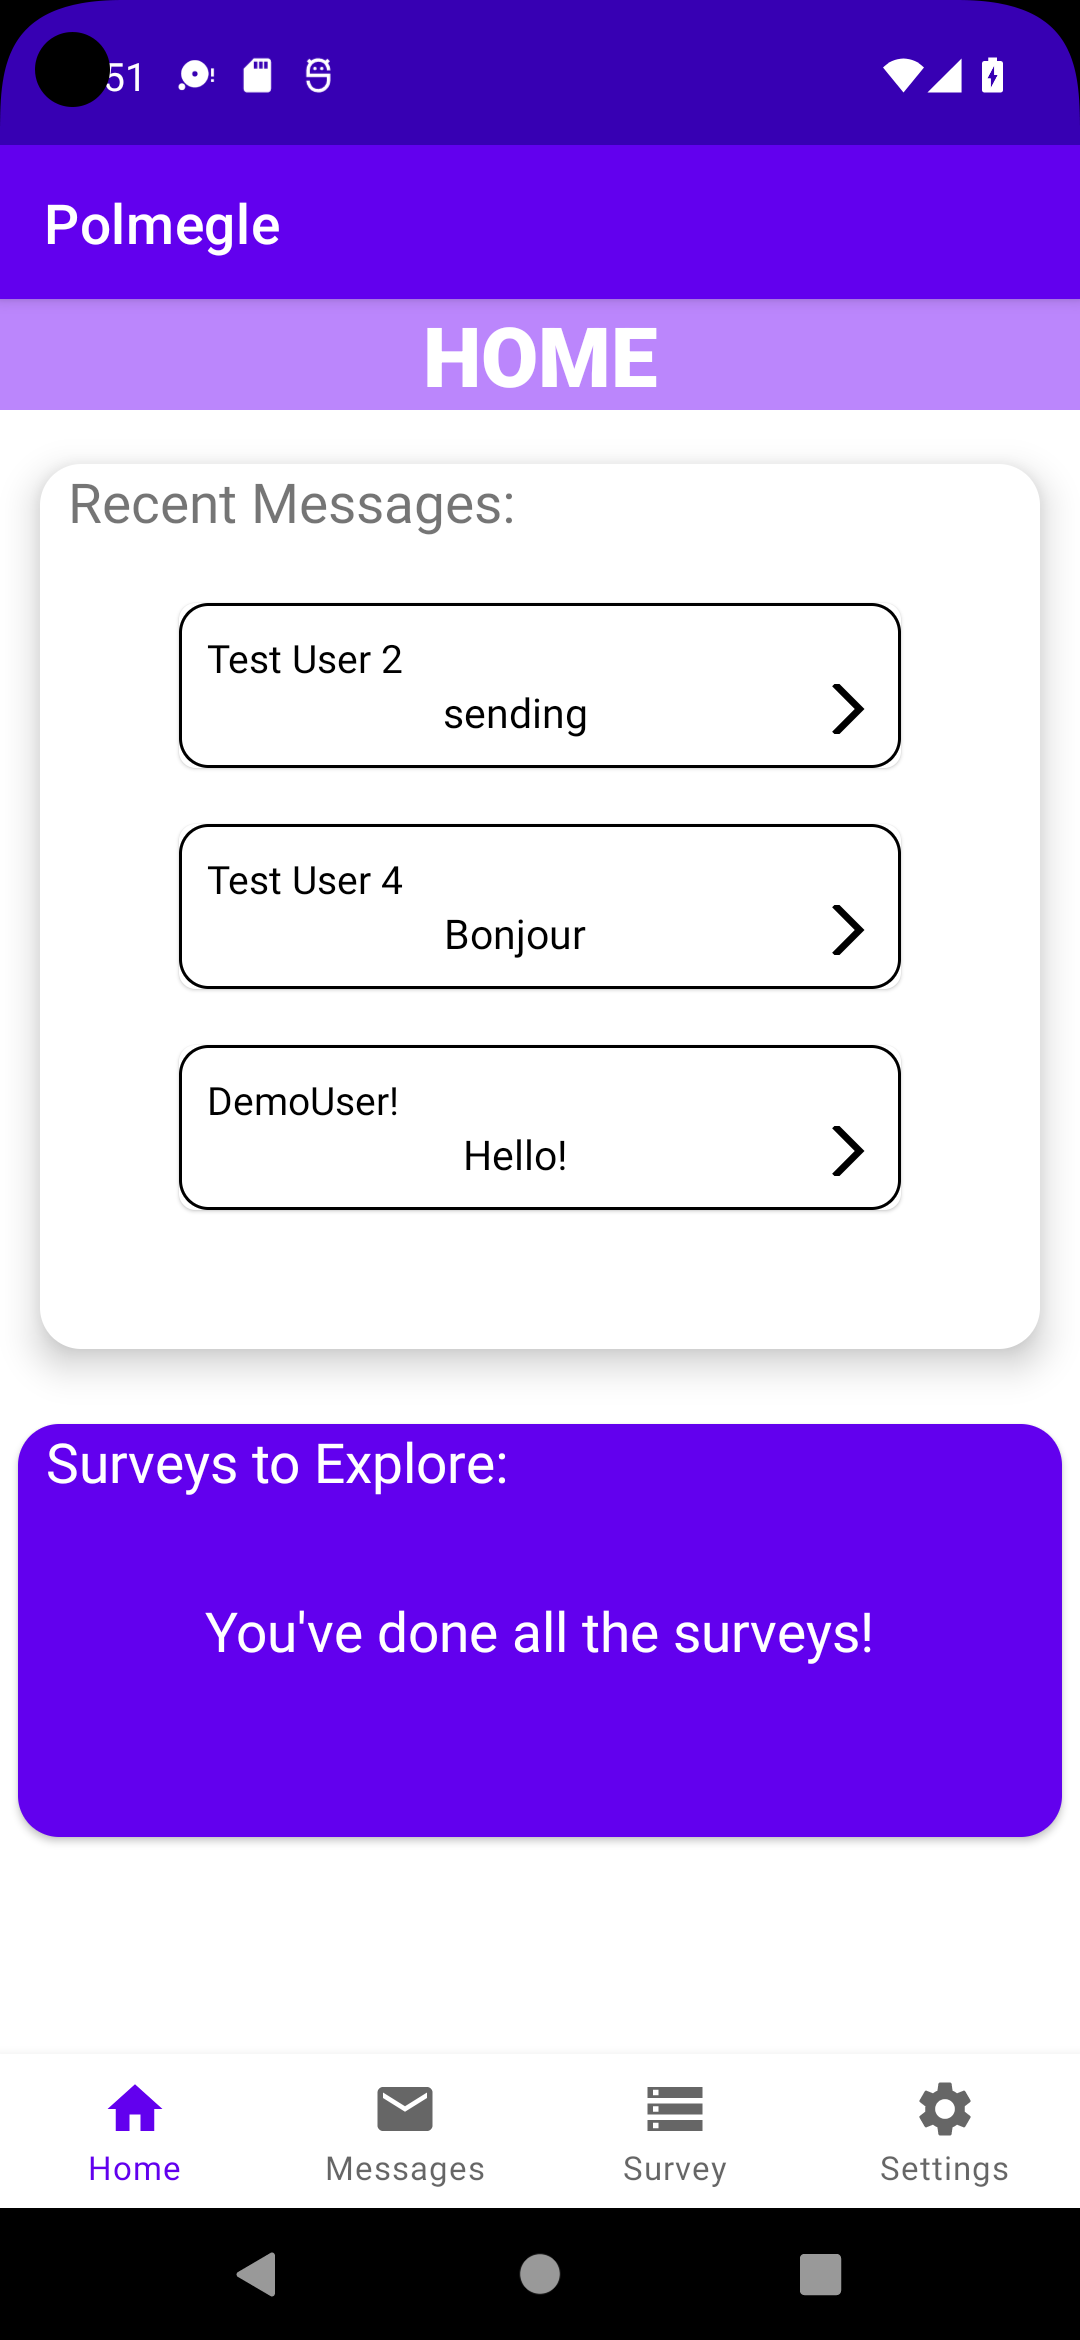 51
Polmegle
HOME
Recent Messages:
Test User 2
sending
Test User 4
Bonjour
DemoUser!
Hello!
Surveys to Explore:
You've done all the surveys!
Home
Messages
Survey
Settings